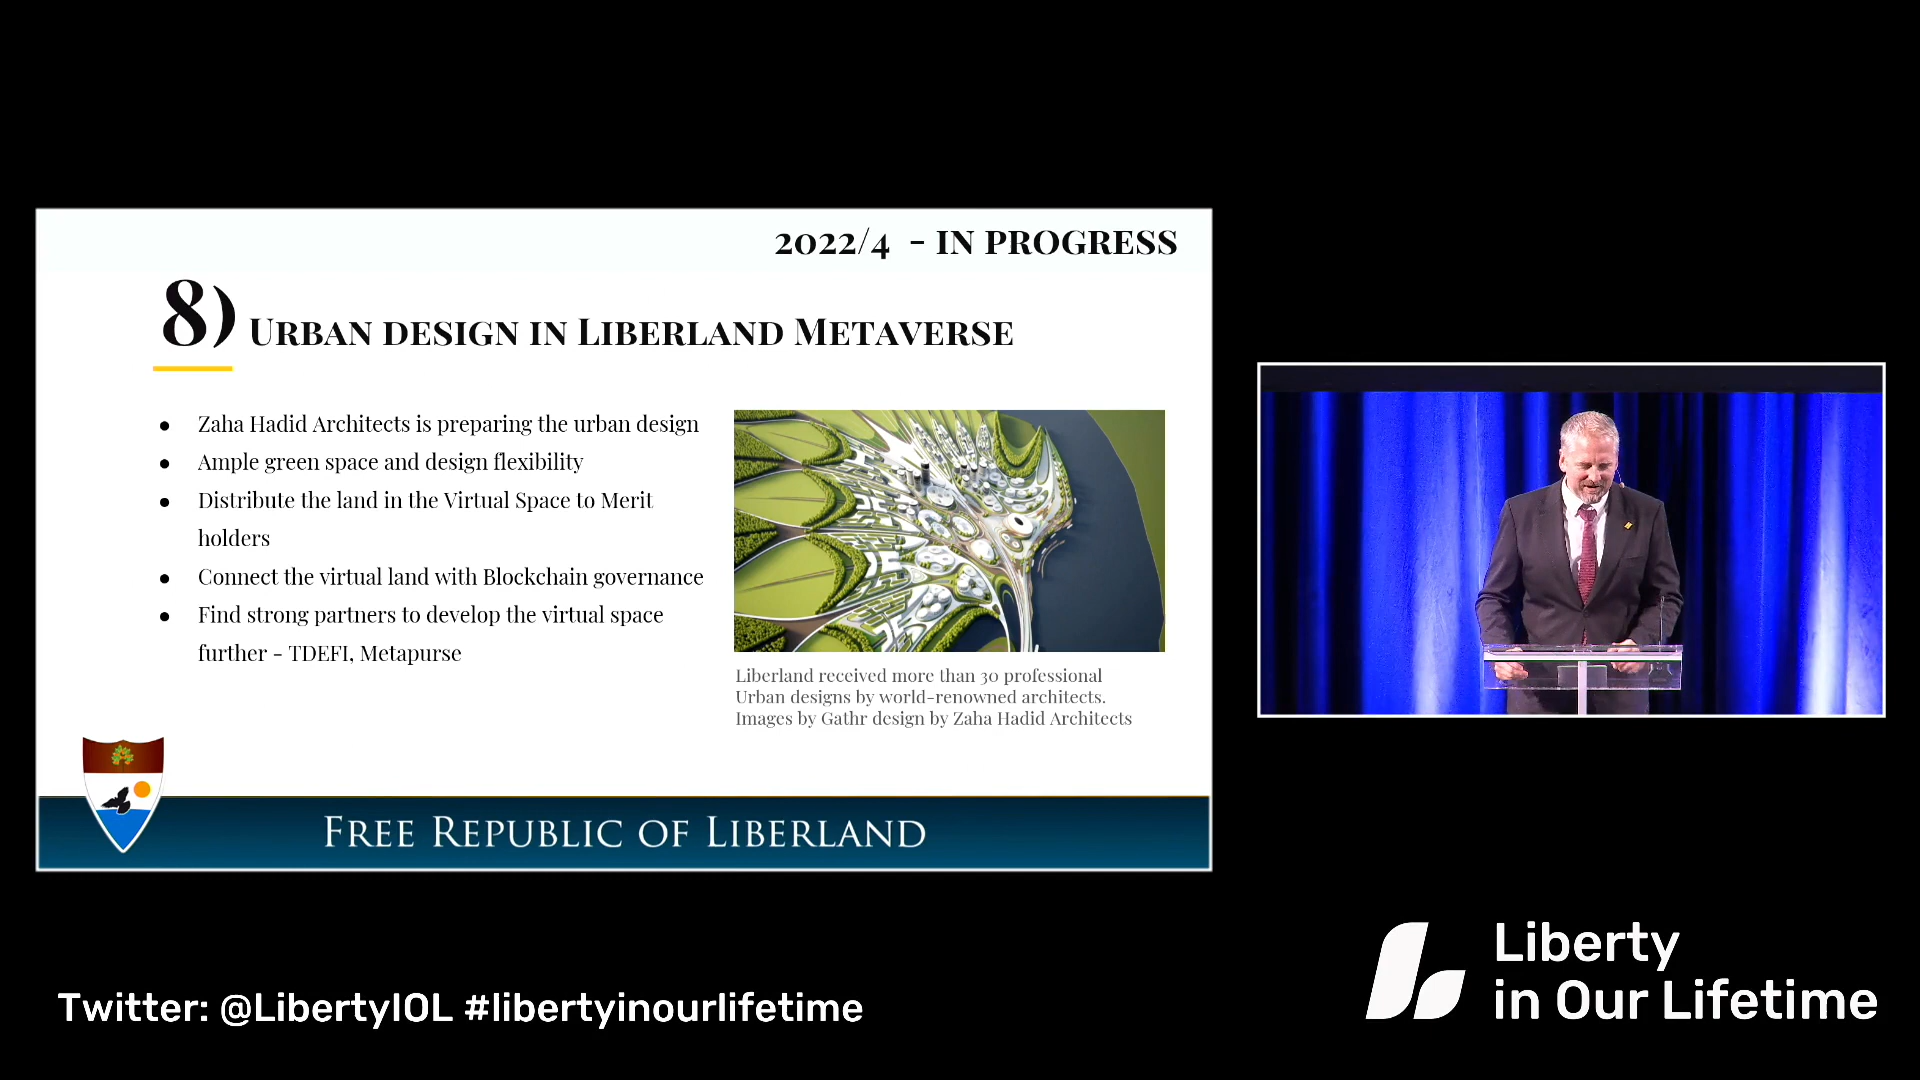 2022/4 - IN PROGRESS
8) URBAN DESIGN IN LIBERLAND METAVERSE
● Zaha Hadid Architects is preparing the urban design
● Ample green space and design flexibility
● Distribute the land in the Virtual Space to Merit
holders
● Connect the virtual land with Blockchain governance
● Find strong partners to develop the virtual space
further - TDEFI, Metapurse
Liberland received more than 30 professional
Urban designs by world-renowned architects.
Images by Gathr design by Zaha Hadid Architects
FREE REPUBLIC OF LIBERLAND
Twitter: @LibertyIOL #libertyinourlifetime
Liberty
in Our Lifetime